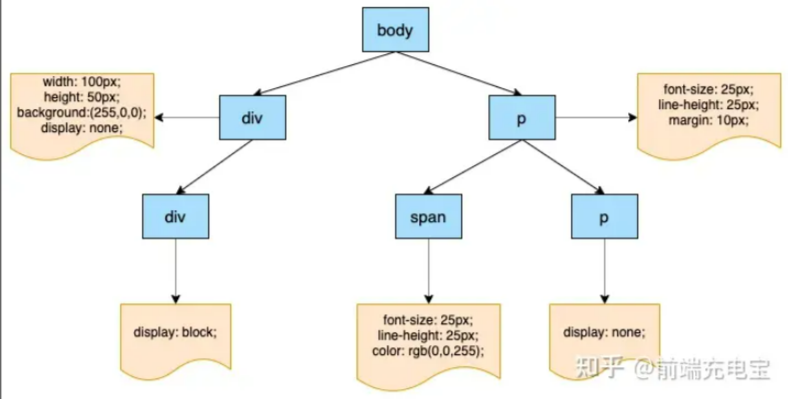 body
width: 100px;
height: 50px;
background:(255,0,0);
display: none;
div
p
font-size: 25px;
line-height: 25px;
margin: 10px;
div
span
p
display: block;
font-size: 25px;
line-height: 25px;
color: rgb(0,0,255);
display: none;
知乎 @前端充电宝